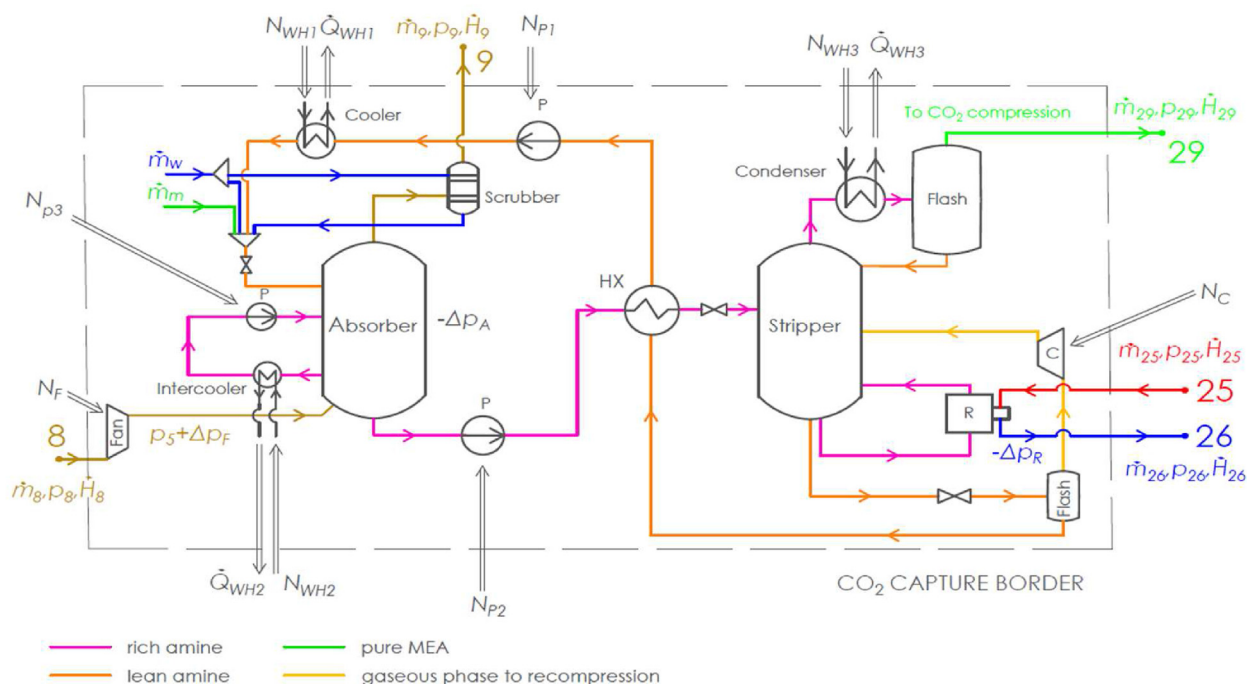 N_WH1 Q̇_WH1
ṁ_9,p_9,Ḣ_9
9
N_P1
N_WH3 Q̇_WH3
Cooler
P
To CO₂ compression
ṁ_29,p_29,Ḣ_29
29
ṁ_w
ṁ_m
Scrubber
Condenser
Flash
N_p3
P
HX
Absorber
-Δp_A
Stripper
N_C
C
ṁ_25,p_25,Ḣ_25
25
Intercooler
N_F
Fan
8
p_5+Δp_F
ṁ_8,p_8,Ḣ_8
P
R
-Δp_R
26
ṁ_26,p_26,Ḣ_26
Flash
Q̇_WH2 N_WH2
N_P2
CO₂ CAPTURE BORDER
rich amine
pure MEA
lean amine
gaseous phase to recompression